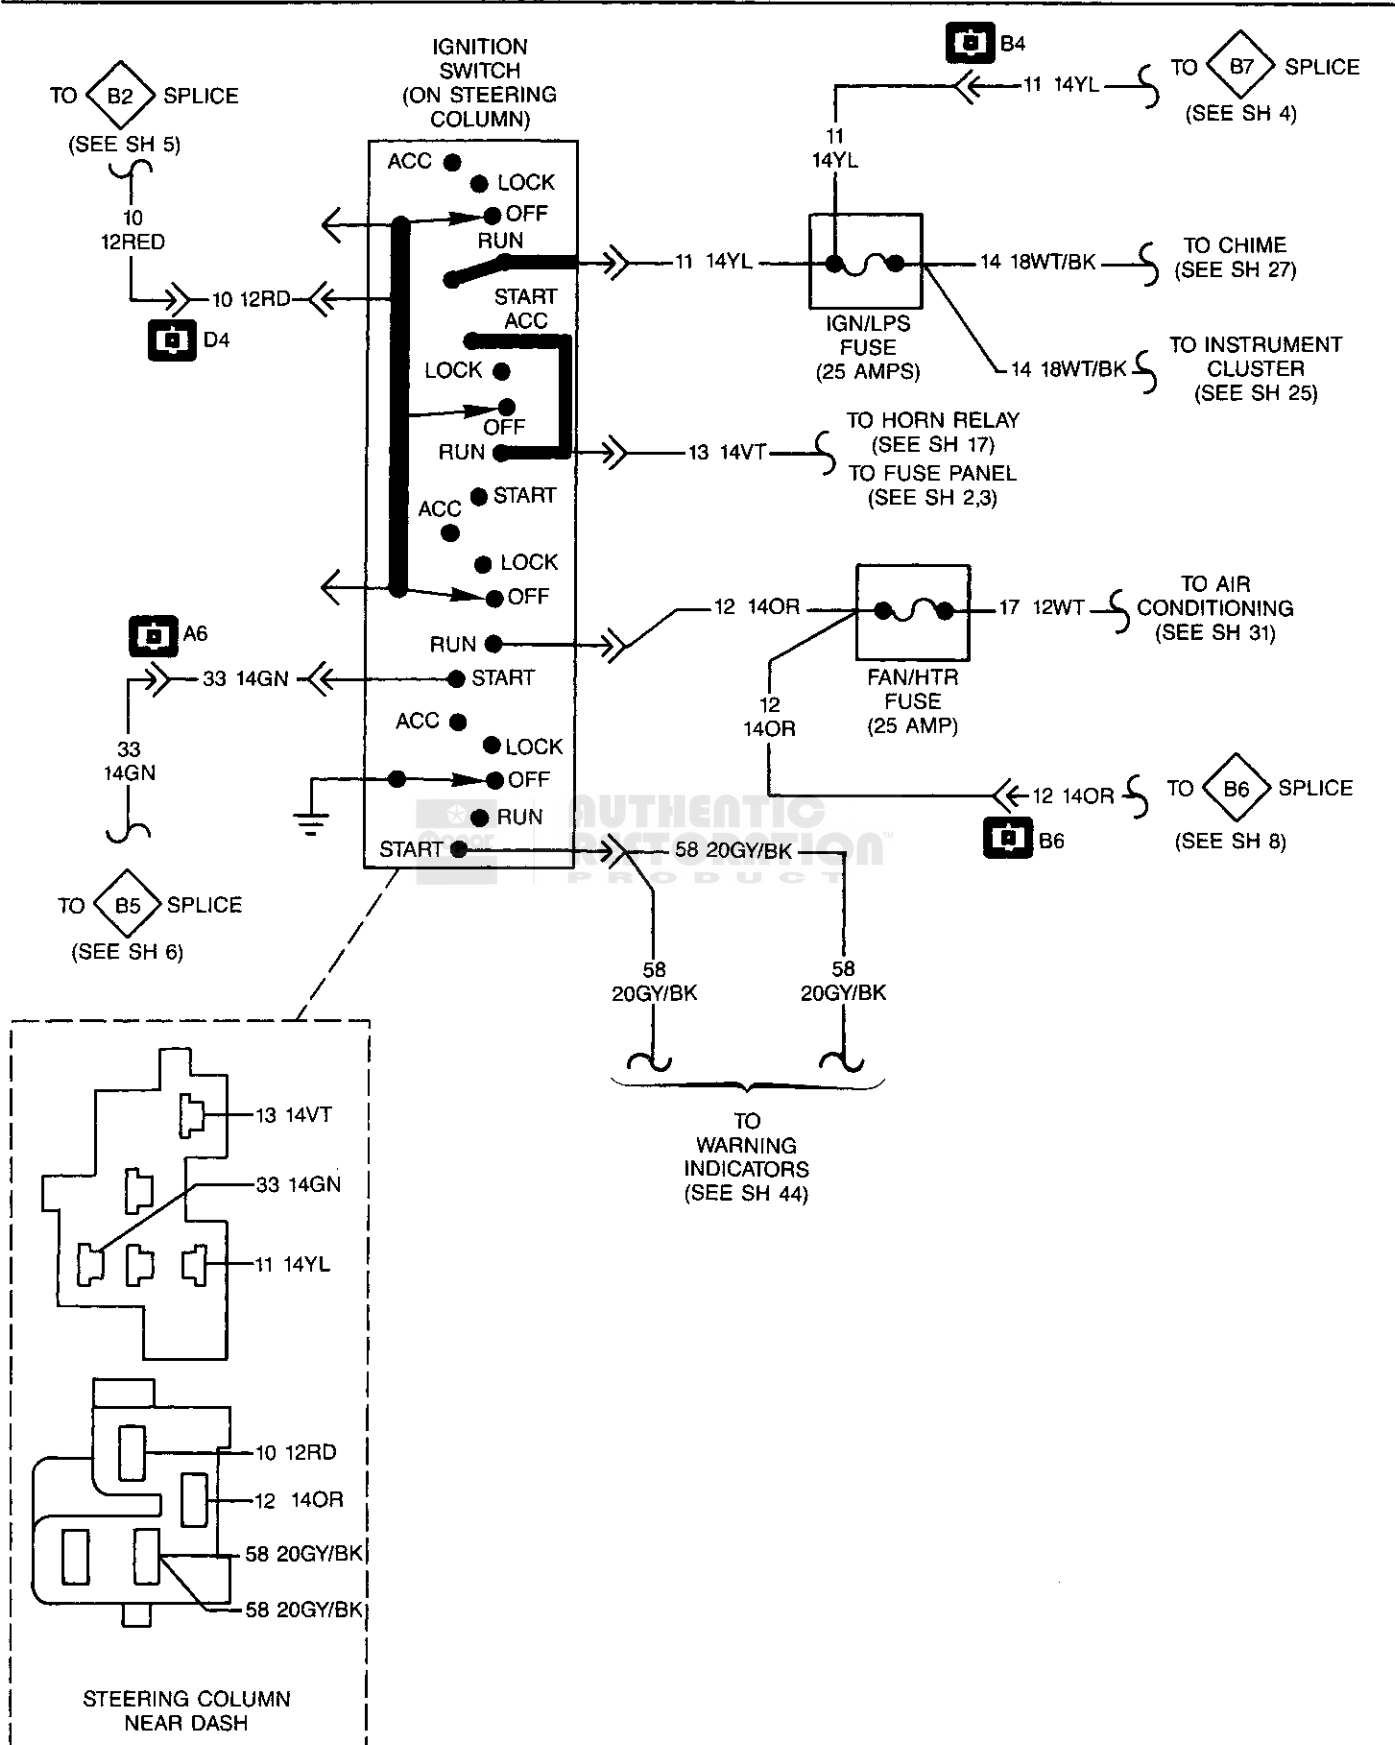 IGNITION
SWITCH
(ON STEERING
COLUMN)
TO B2 SPLICE
(SEE SH 5)
10
12RED
10 12RD
D4
ACC
LOCK
OFF
RUN
START
ACC
LOCK
OFF
RUN
START
ACC
LOCK
OFF
RUN
START
ACC
LOCK
OFF
RUN
START
B4
11 14YL
TO B7 SPLICE
(SEE SH 4)
11
14YL
11 14YL
IGN/LPS
FUSE
(25 AMPS)
14 18WT/BK
TO CHIME
(SEE SH 27)
14 18WT/BK
TO INSTRUMENT
CLUSTER
(SEE SH 25)
13 14VT
TO HORN RELAY
(SEE SH 17)
TO FUSE PANEL
(SEE SH 2,3)
12 14OR
FAN/HTR
FUSE
(25 AMP)
17 12WT
TO AIR
CONDITIONING
(SEE SH 31)
12
14OR
12 14OR
B6
TO B6 SPLICE
(SEE SH 8)
A6
33 14GN
33
14GN
TO B5 SPLICE
(SEE SH 6)
Mopar
AUTHENTIC
RESTORATION™
PRODUCT
58 20GY/BK
58
20GY/BK
58
20GY/BK
TO
WARNING
INDICATORS
(SEE SH 44)
13 14VT
33 14GN
11 14YL
10 12RD
12 14OR
58 20GY/BK
58 20GY/BK
STEERING COLUMN
NEAR DASH